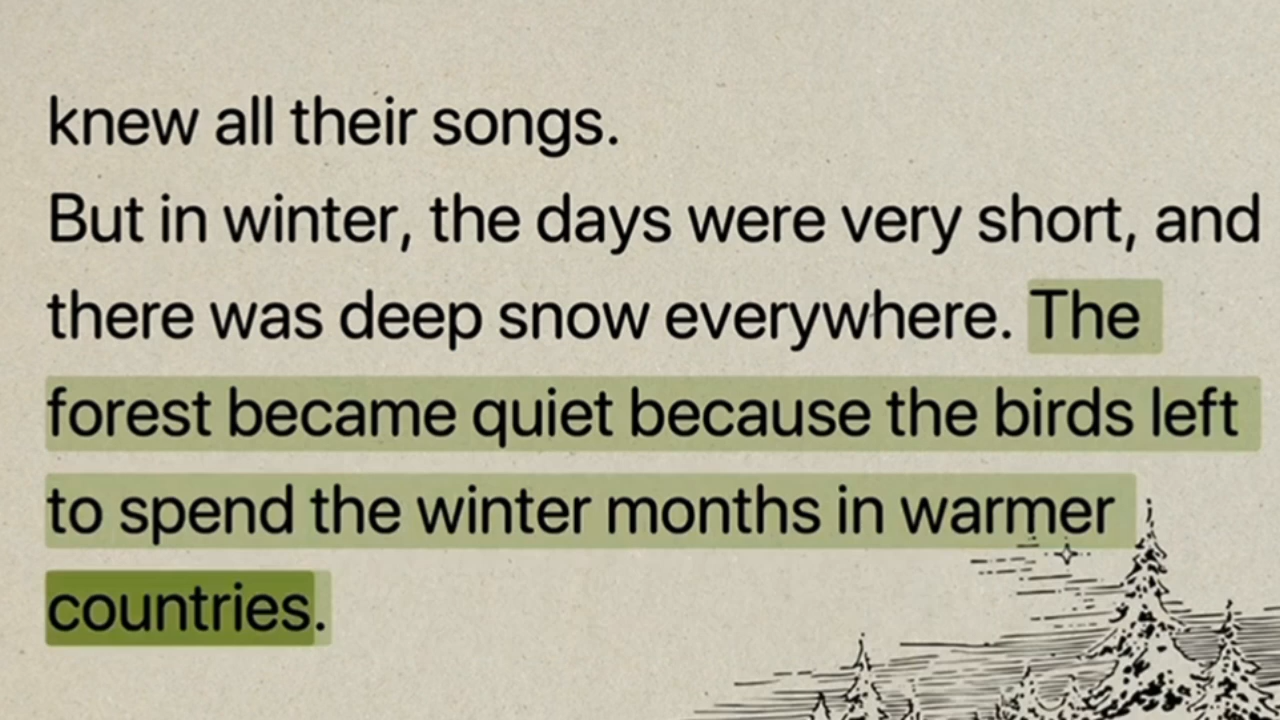 knew all their songs.
But in winter, the days were very short, and
there was deep snow everywhere. The
forest became quiet because the birds left
to spend the winter months in warmer
countries.